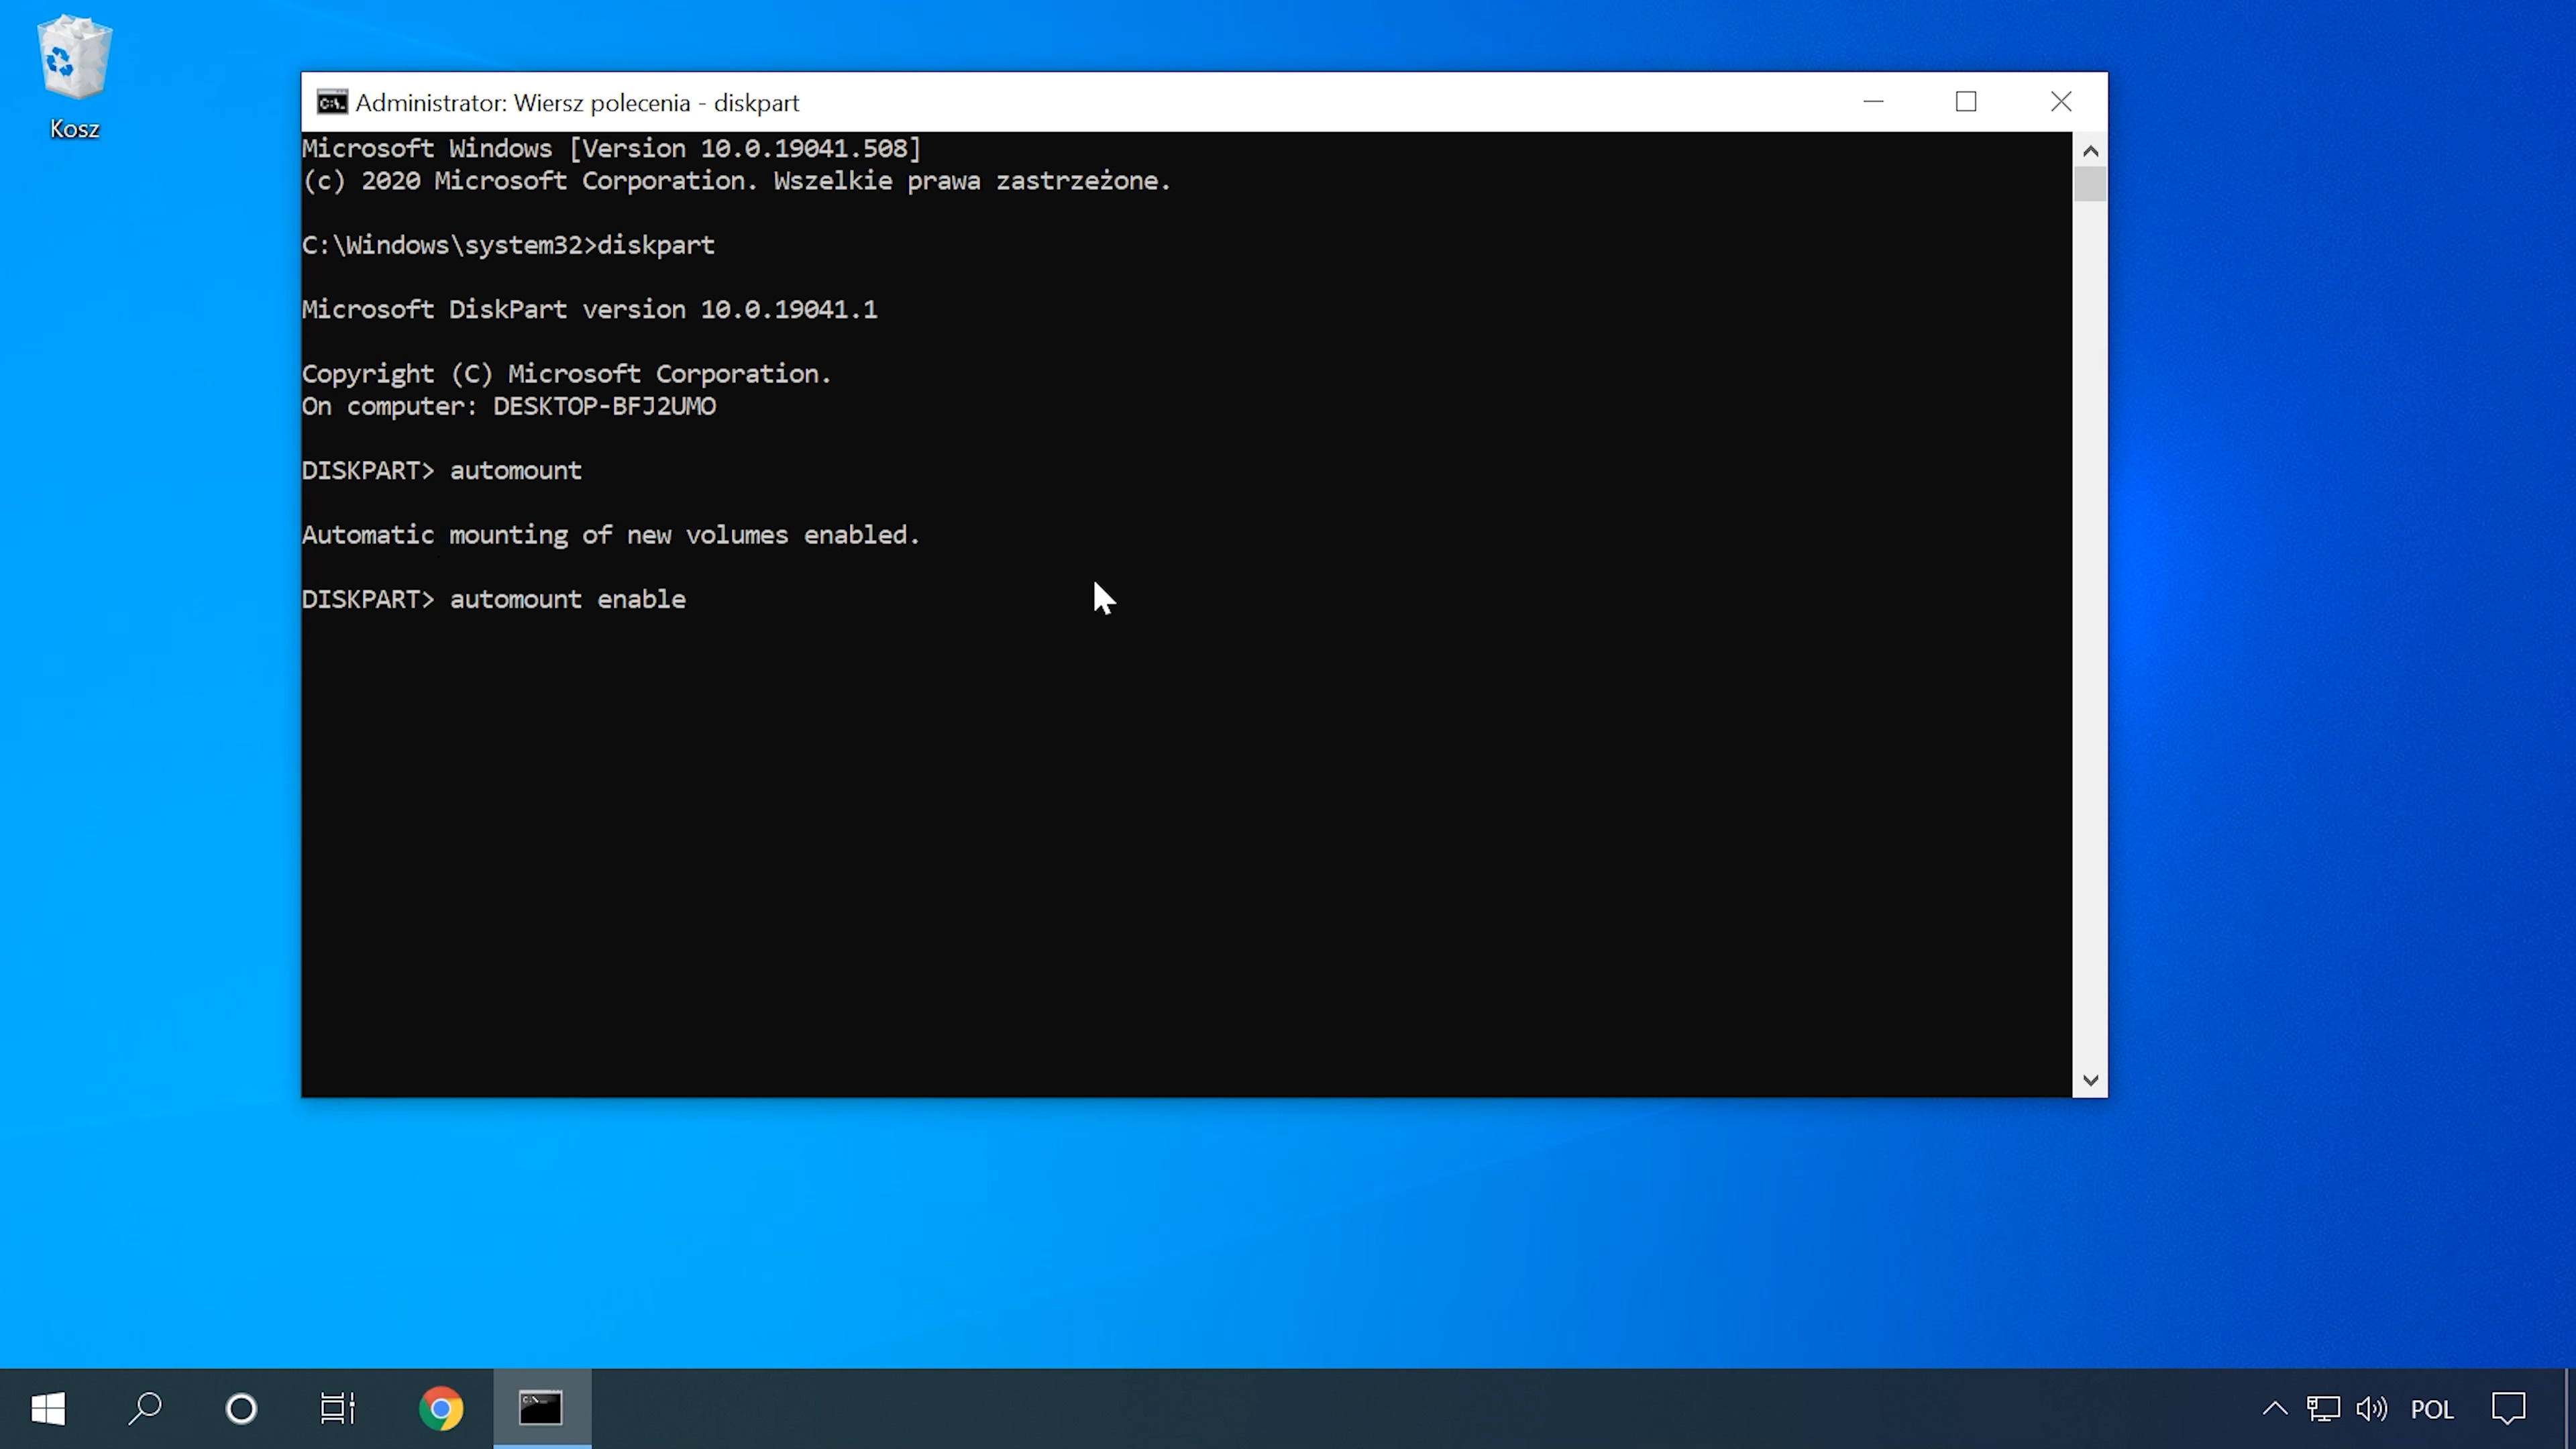 Kosz
Administrator: Wiersz polecenia - diskpart
Microsoft Windows [Version 10.0.19041.508]
(c) 2020 Microsoft Corporation. Wszelkie prawa zastrzeżone.
C:\Windows\system32>diskpart
Microsoft DiskPart version 10.0.19041.1
Copyright (C) Microsoft Corporation.
On computer: DESKTOP-BFJ2UMO
DISKPART> automount
Automatic mounting of new volumes enabled.
DISKPART> automount enable
POL